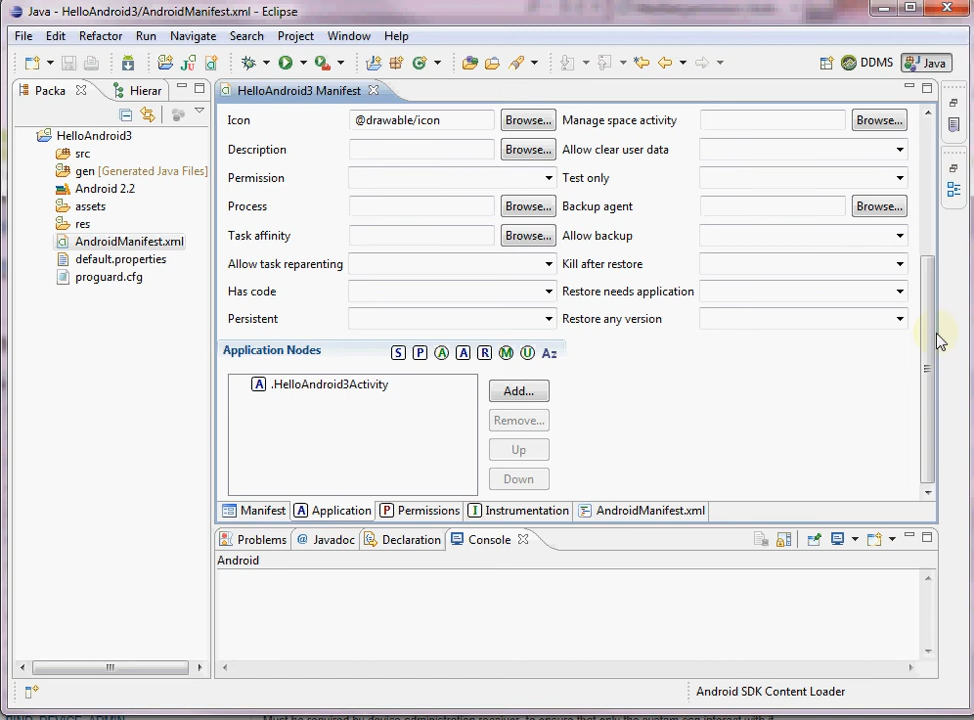 Java - HelloAndroid3/AndroidManifest.xml - Eclipse
File Edit Refactor Run Navigate Search Project Window Help
DDMS Java
Packa Hierar
HelloAndroid3 Manifest
HelloAndroid3
src
gen [Generated Java Files]
Android 2.2
assets
res
AndroidManifest.xml
default.properties
proguard.cfg
Icon @drawable/icon Browse... Manage space activity Browse...
Description Browse... Allow clear user data
Permission Test only
Process Browse... Backup agent Browse...
Task affinity Browse... Allow backup
Allow task reparenting Kill after restore
Has code Restore needs application
Persistent Restore any version
Application Nodes S P A A R M U Az
A .HelloAndroid3Activity
Add...
Remove...
Up
Down
Manifest A Application P Permissions I Instrumentation AndroidManifest.xml
Problems @ Javadoc Declaration Console
Android
Android SDK Content Loader